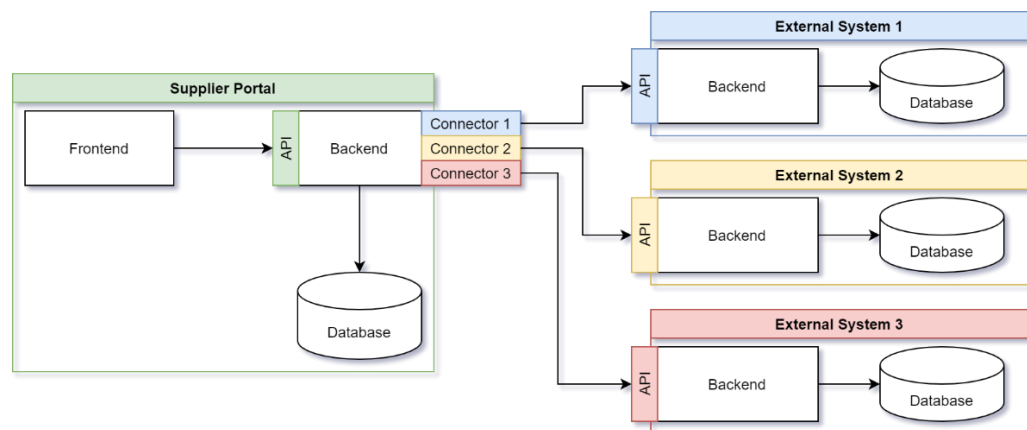 Supplier Portal
Frontend
API
Backend
Connector 1
Connector 2
Connector 3
Database
External System 1
API
Backend
Database
External System 2
API
Backend
Database
External System 3
API
Backend
Database